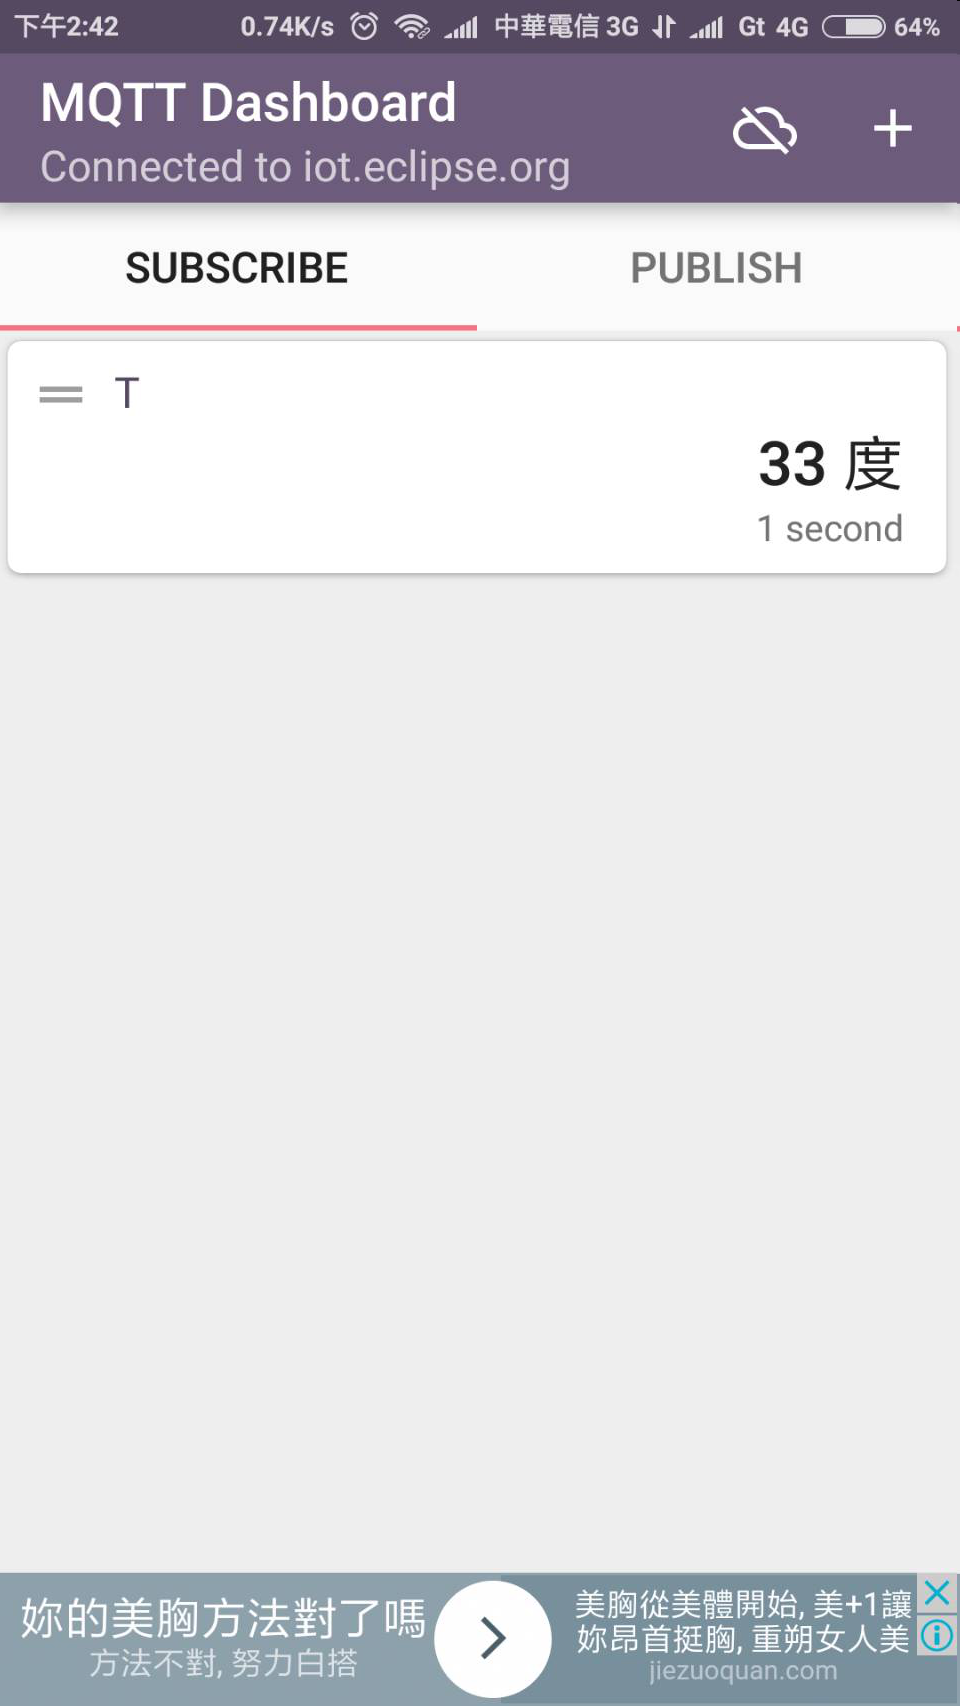 下午2:42 0.74K/s 中華電信 3G Gt 4G 64%
MQTT Dashboard
Connected to iot.eclipse.org
SUBSCRIBE PUBLISH
T
33 度
1 second
妳的美胸方法對了嗎
方法不對, 努力白搭
美胸從美體開始, 美+1讓
妳昂首挺胸, 重朔女人美
jiezuoquan.com